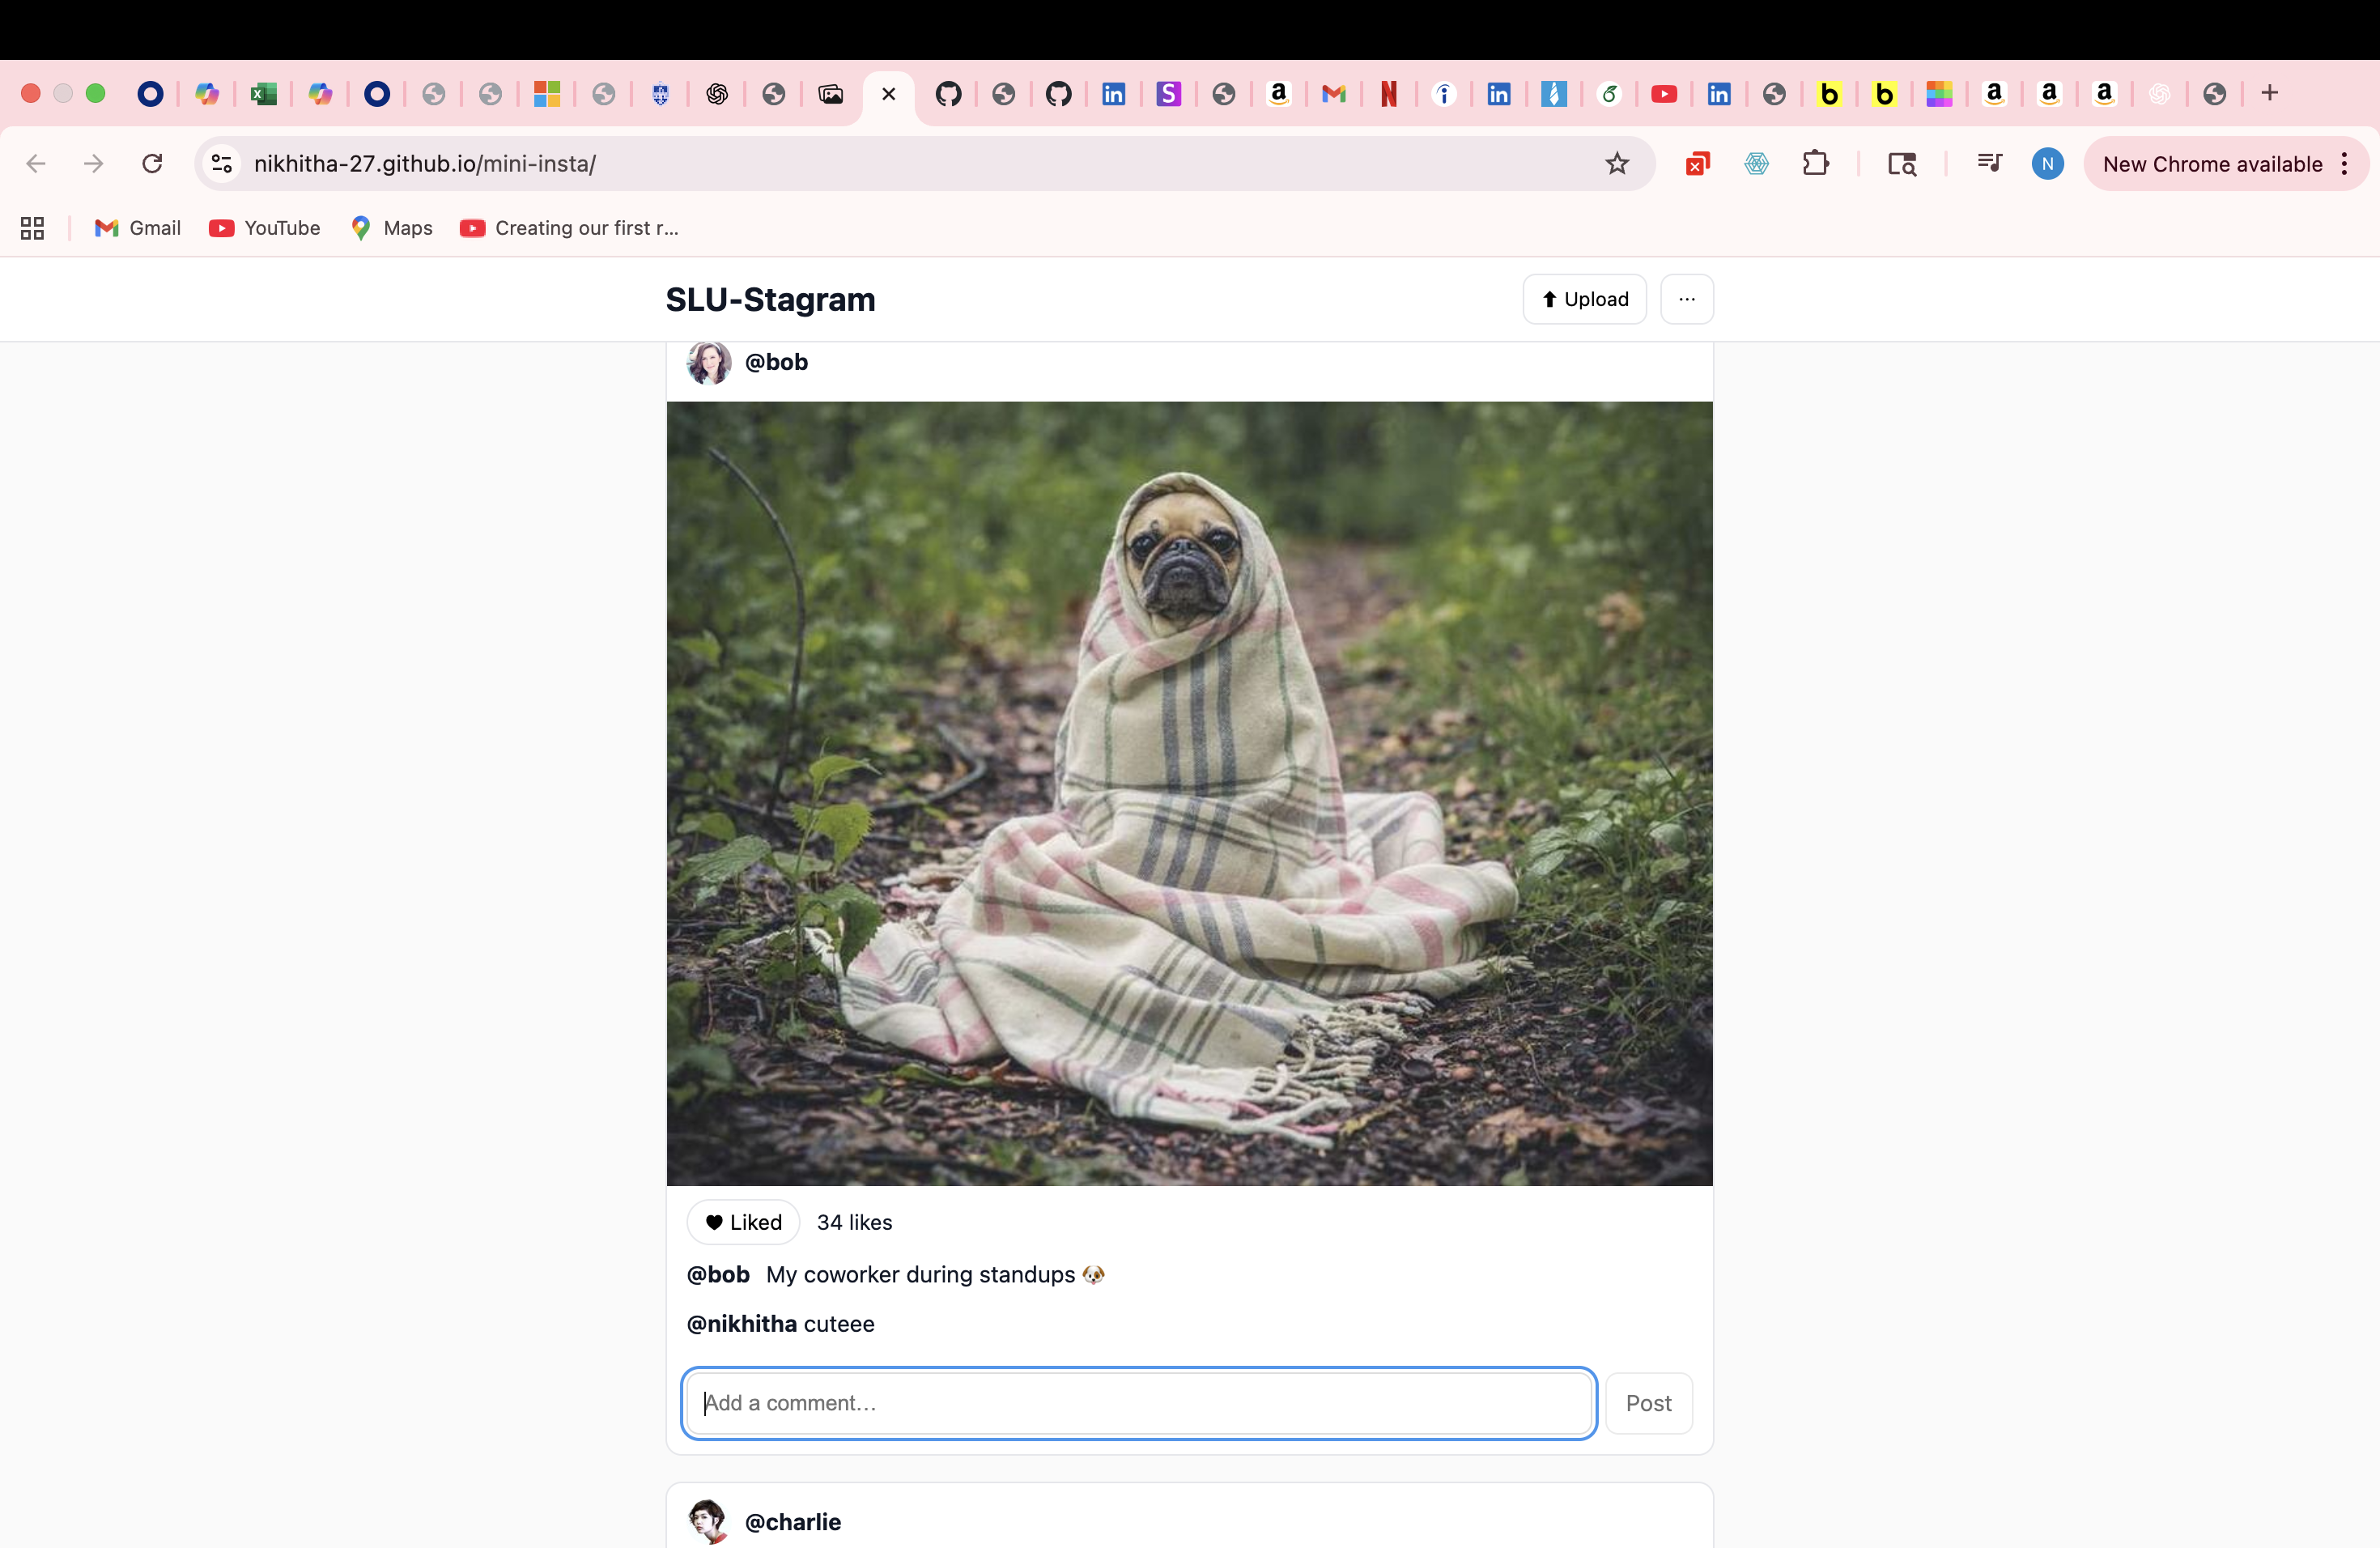 nikhitha-27.github.io/mini-insta/
N
New Chrome available
Gmail
YouTube
Maps
Creating our first r...
SLU-Stagram
⬆ Upload
...
@bob
♥ Liked
34 likes
@bob My coworker during standups 🐶
@nikhitha cuteee
Add a comment...
Post
@charlie